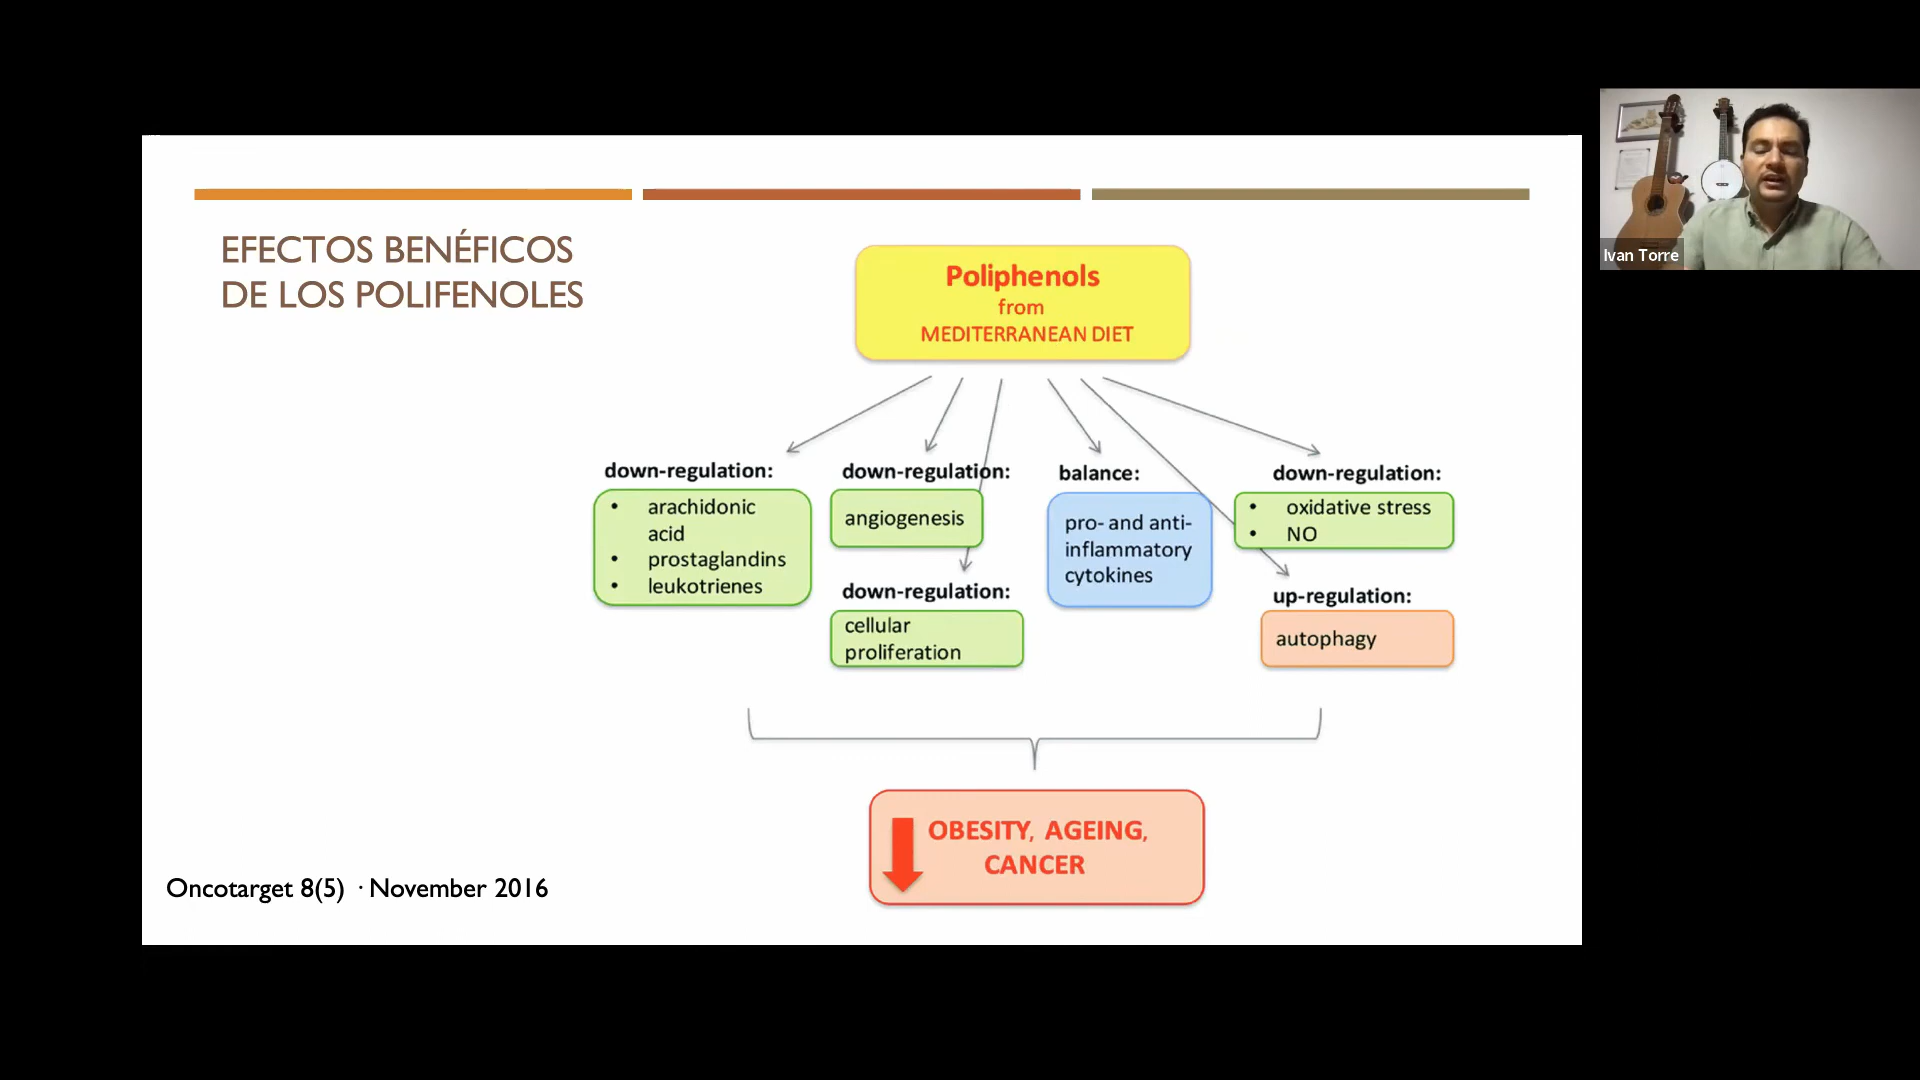 EFECTOS BENÉFICOS
DE LOS POLIFENOLES
Poliphenols
from
MEDITERRANEAN DIET
down-regulation:
• arachidonic
acid
• prostaglandins
• leukotrienes
down-regulation:
angiogenesis
down-regulation:
cellular
proliferation
balance:
pro- and anti-
inflammatory
cytokines
down-regulation:
• oxidative stress
• NO
up-regulation:
autophagy
OBESITY, AGEING,
CANCER
Oncotarget 8(5) · November 2016
Ivan Torre